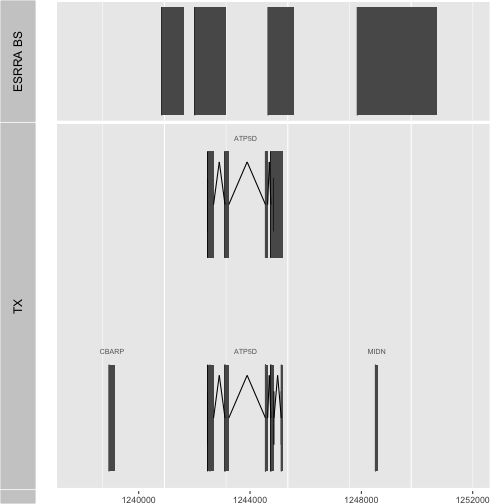 ESRRA BS
ATP5D
TX
CBARP
ATP5D
MIDN
1240000
1244000
1248000
1252000